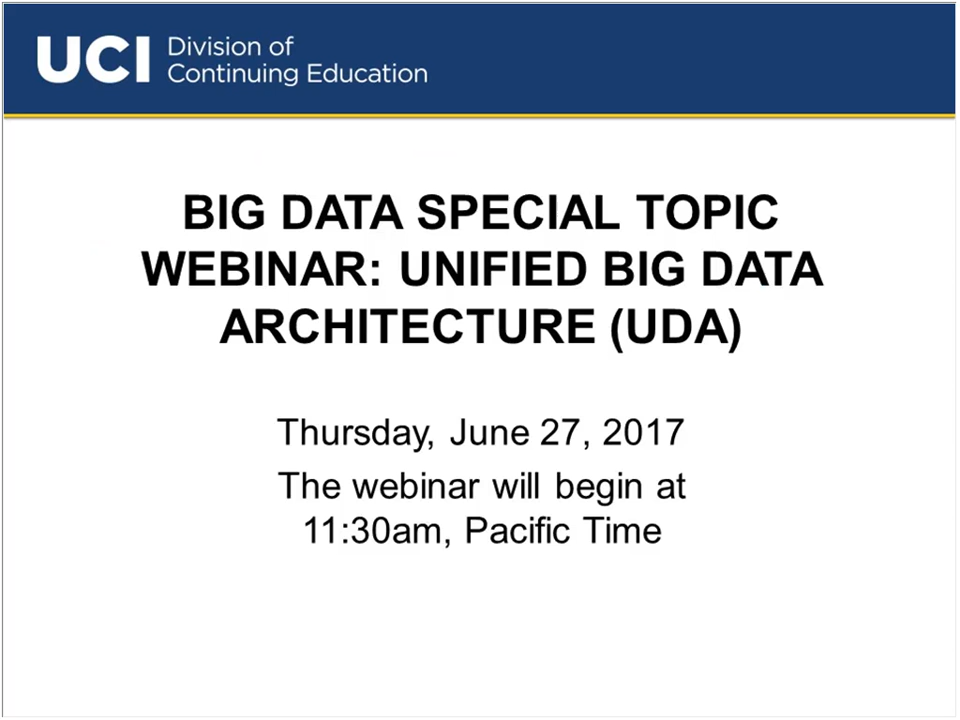 UCI Division of
Continuing Education
BIG DATA SPECIAL TOPIC
WEBINAR: UNIFIED BIG DATA
ARCHITECTURE (UDA)
Thursday, June 27, 2017
The webinar will begin at
11:30am, Pacific Time